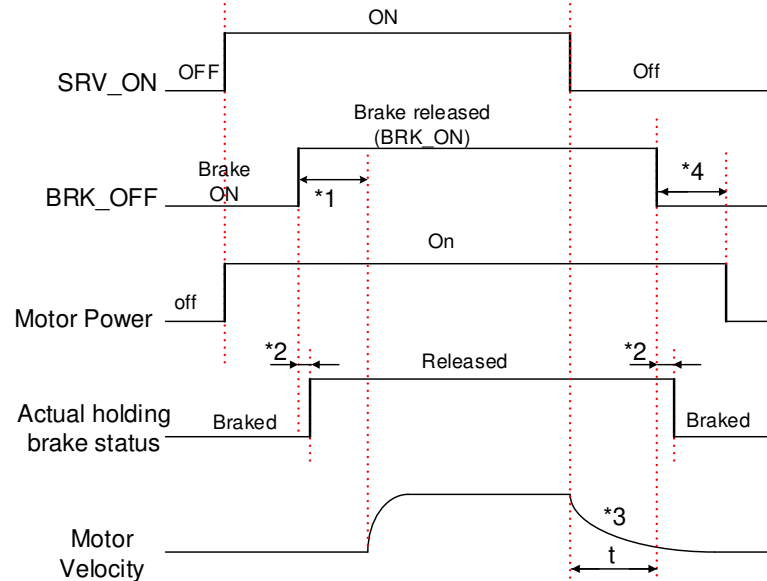 ON
SRV_ON
OFF
Off
Brake released
(BRK_ON)
Brake
ON
BRK_OFF
*1
*4
On
off
Motor Power
*2
Released
*2
Actual holding
brake status
Braked
Braked
*3
Motor
Velocity
t